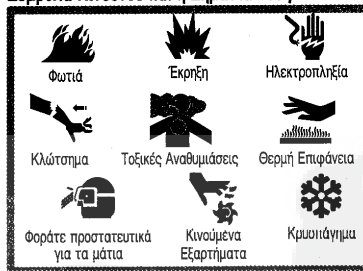 Φωτιά
Έκρηξη
Ηλεκτροπληξία
Κλώτσημα
Τοξικές Αναθυμιάσεις
Θερμή Επιφάνεια
Φοράτε προστατευτικά
για τα μάτια
Κινούμενα
Εξαρτήματα
Κρυοπάγημα